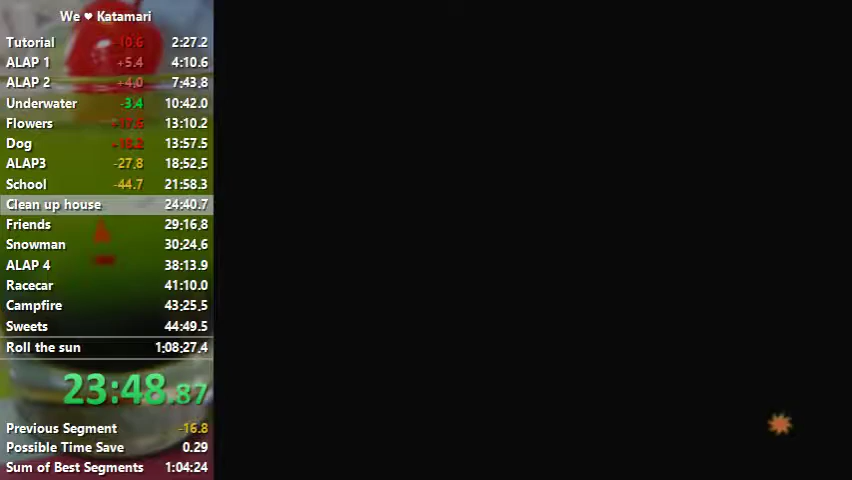 We ♥ Katamari
Tutorial -10.6 2:27.2
ALAP 1 +5.4 4:10.6
ALAP 2 +4.0 7:43.8
Underwater -3.4 10:42.0
Flowers +17.6 13:10.2
Dog +18.2 13:57.5
ALAP3 -27.8 18:52.5
School -44.7 21:58.3
Clean up house 24:40.7
Friends 29:16.8
Snowman 30:24.6
ALAP 4 38:13.9
Racecar 41:10.0
Campfire 43:25.5
Sweets 44:49.5
Roll the sun 1:08:27.4
23:48.87
Previous Segment -16.8
Possible Time Save 0.29
Sum of Best Segments 1:04:24